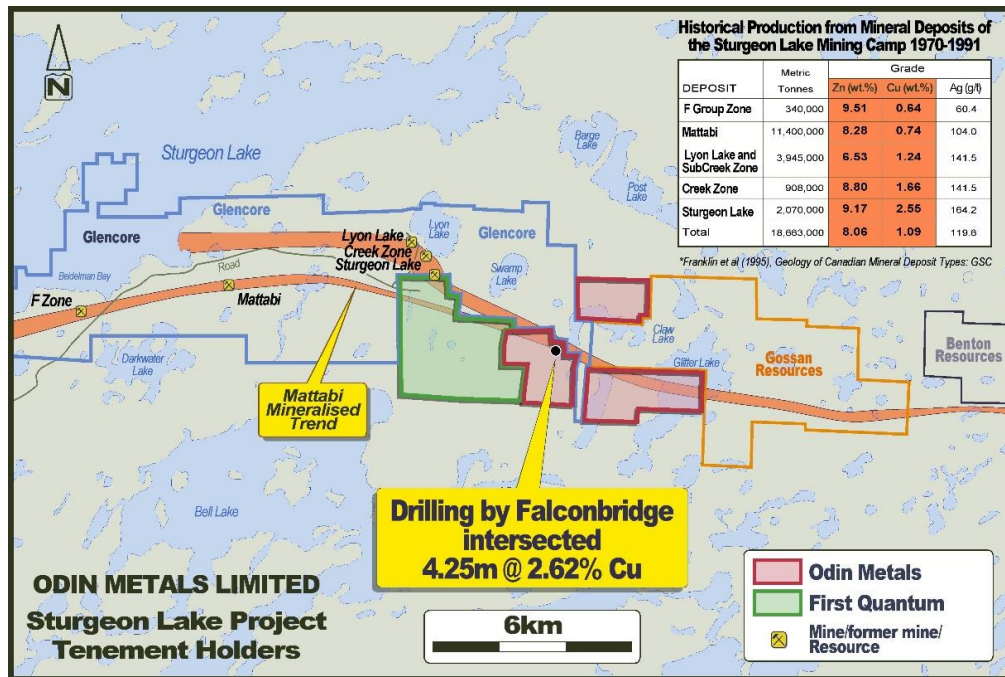 Historical Production from Mineral Deposits of
the Sturgeon Lake Mining Camp 1970-1991
DEPOSIT Metric Tonnes Grade
Zn (wt.%) Cu (wt.%) Ag (g/t)
F Group Zone 340,000 9.51 0.64 60.4
Mattabi 11,400,000 8.28 0.74 104.0
Lyon Lake and
SubCreek Zone 3,945,000 6.53 1.24 141.5
Creek Zone 908,000 8.80 1.66 141.5
Sturgeon Lake 2,070,000 9.17 2.55 164.2
Total 18,663,000 8.06 1.09 119.6
*Franklin et al (1995), Geology of Canadian Mineral Deposit Types: GSC
N
Sturgeon Lake
Barge
Lake
Post
Lake
Glencore
Glencore
Glencore
Lyon Lake
Creek Zone
Sturgeon Lake
Lyon
Lake
Swamp
Lake
Road
Beidelman Bay
F Zone
Mattabi
Darkwater
Lake
Claw
Lake
Glitter Lake
Gossan
Resources
Benton
Resources
Mattabi
Mineralised
Trend
Bell Lake
Drilling by Falconbridge
intersected
4.25m @ 2.62% Cu
ODIN METALS LIMITED
Sturgeon Lake Project
Tenement Holders
6km
Odin Metals
First Quantum
Mine/former mine/
Resource